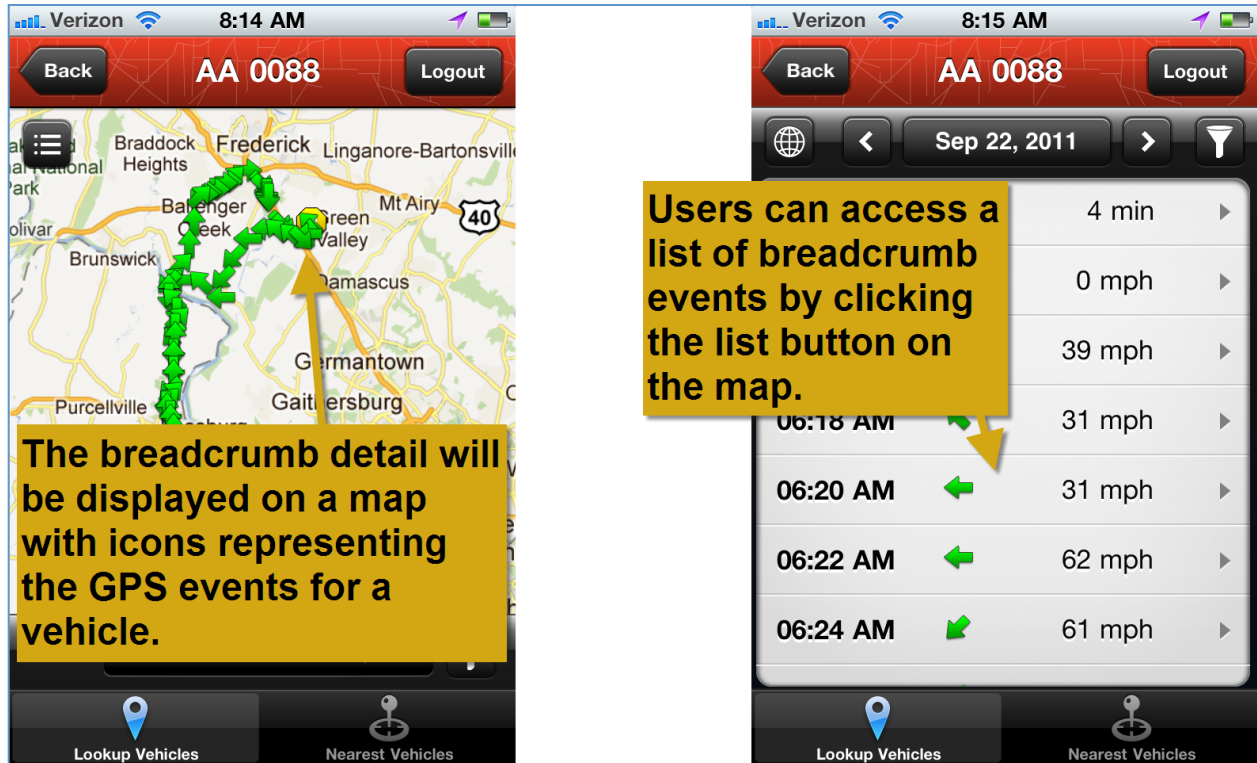 Verizon 8:14 AM
Back AA 0088 Logout
Braddock Heights
Frederick
Linganore-Bartonsville
National
Park
olivar
Mt Airy
40
Green Valley
Creek
Brunswick
Damascus
Germantown
Gaithersburg
Purcellville
The breadcrumb detail will
be displayed on a map
with icons representing
the GPS events for a
vehicle.
Lookup Vehicles Nearest Vehicles
Verizon 8:15 AM
Back AA 0088 Logout
Sep 22, 2011
Users can access a
list of breadcrumb
events by clicking
the list button on
the map.
4 min
0 mph
39 mph
06:18 AM 31 mph
06:20 AM 31 mph
06:22 AM 62 mph
06:24 AM 61 mph
Lookup Vehicles Nearest Vehicles